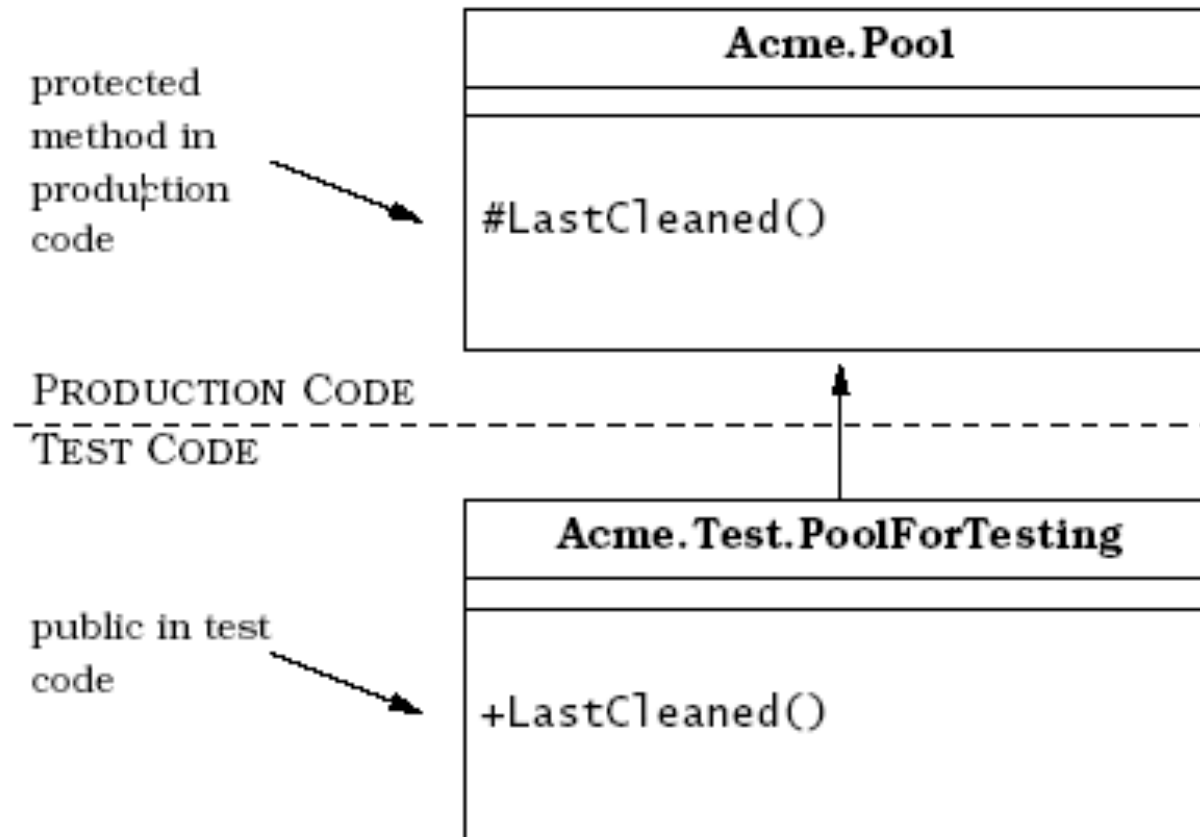 Acme.Pool
protected
method in
production
code
#LastCleaned()
PRODUCTION CODE
TEST CODE
Acme.Test.PoolForTesting
public in test
code
+LastCleaned()